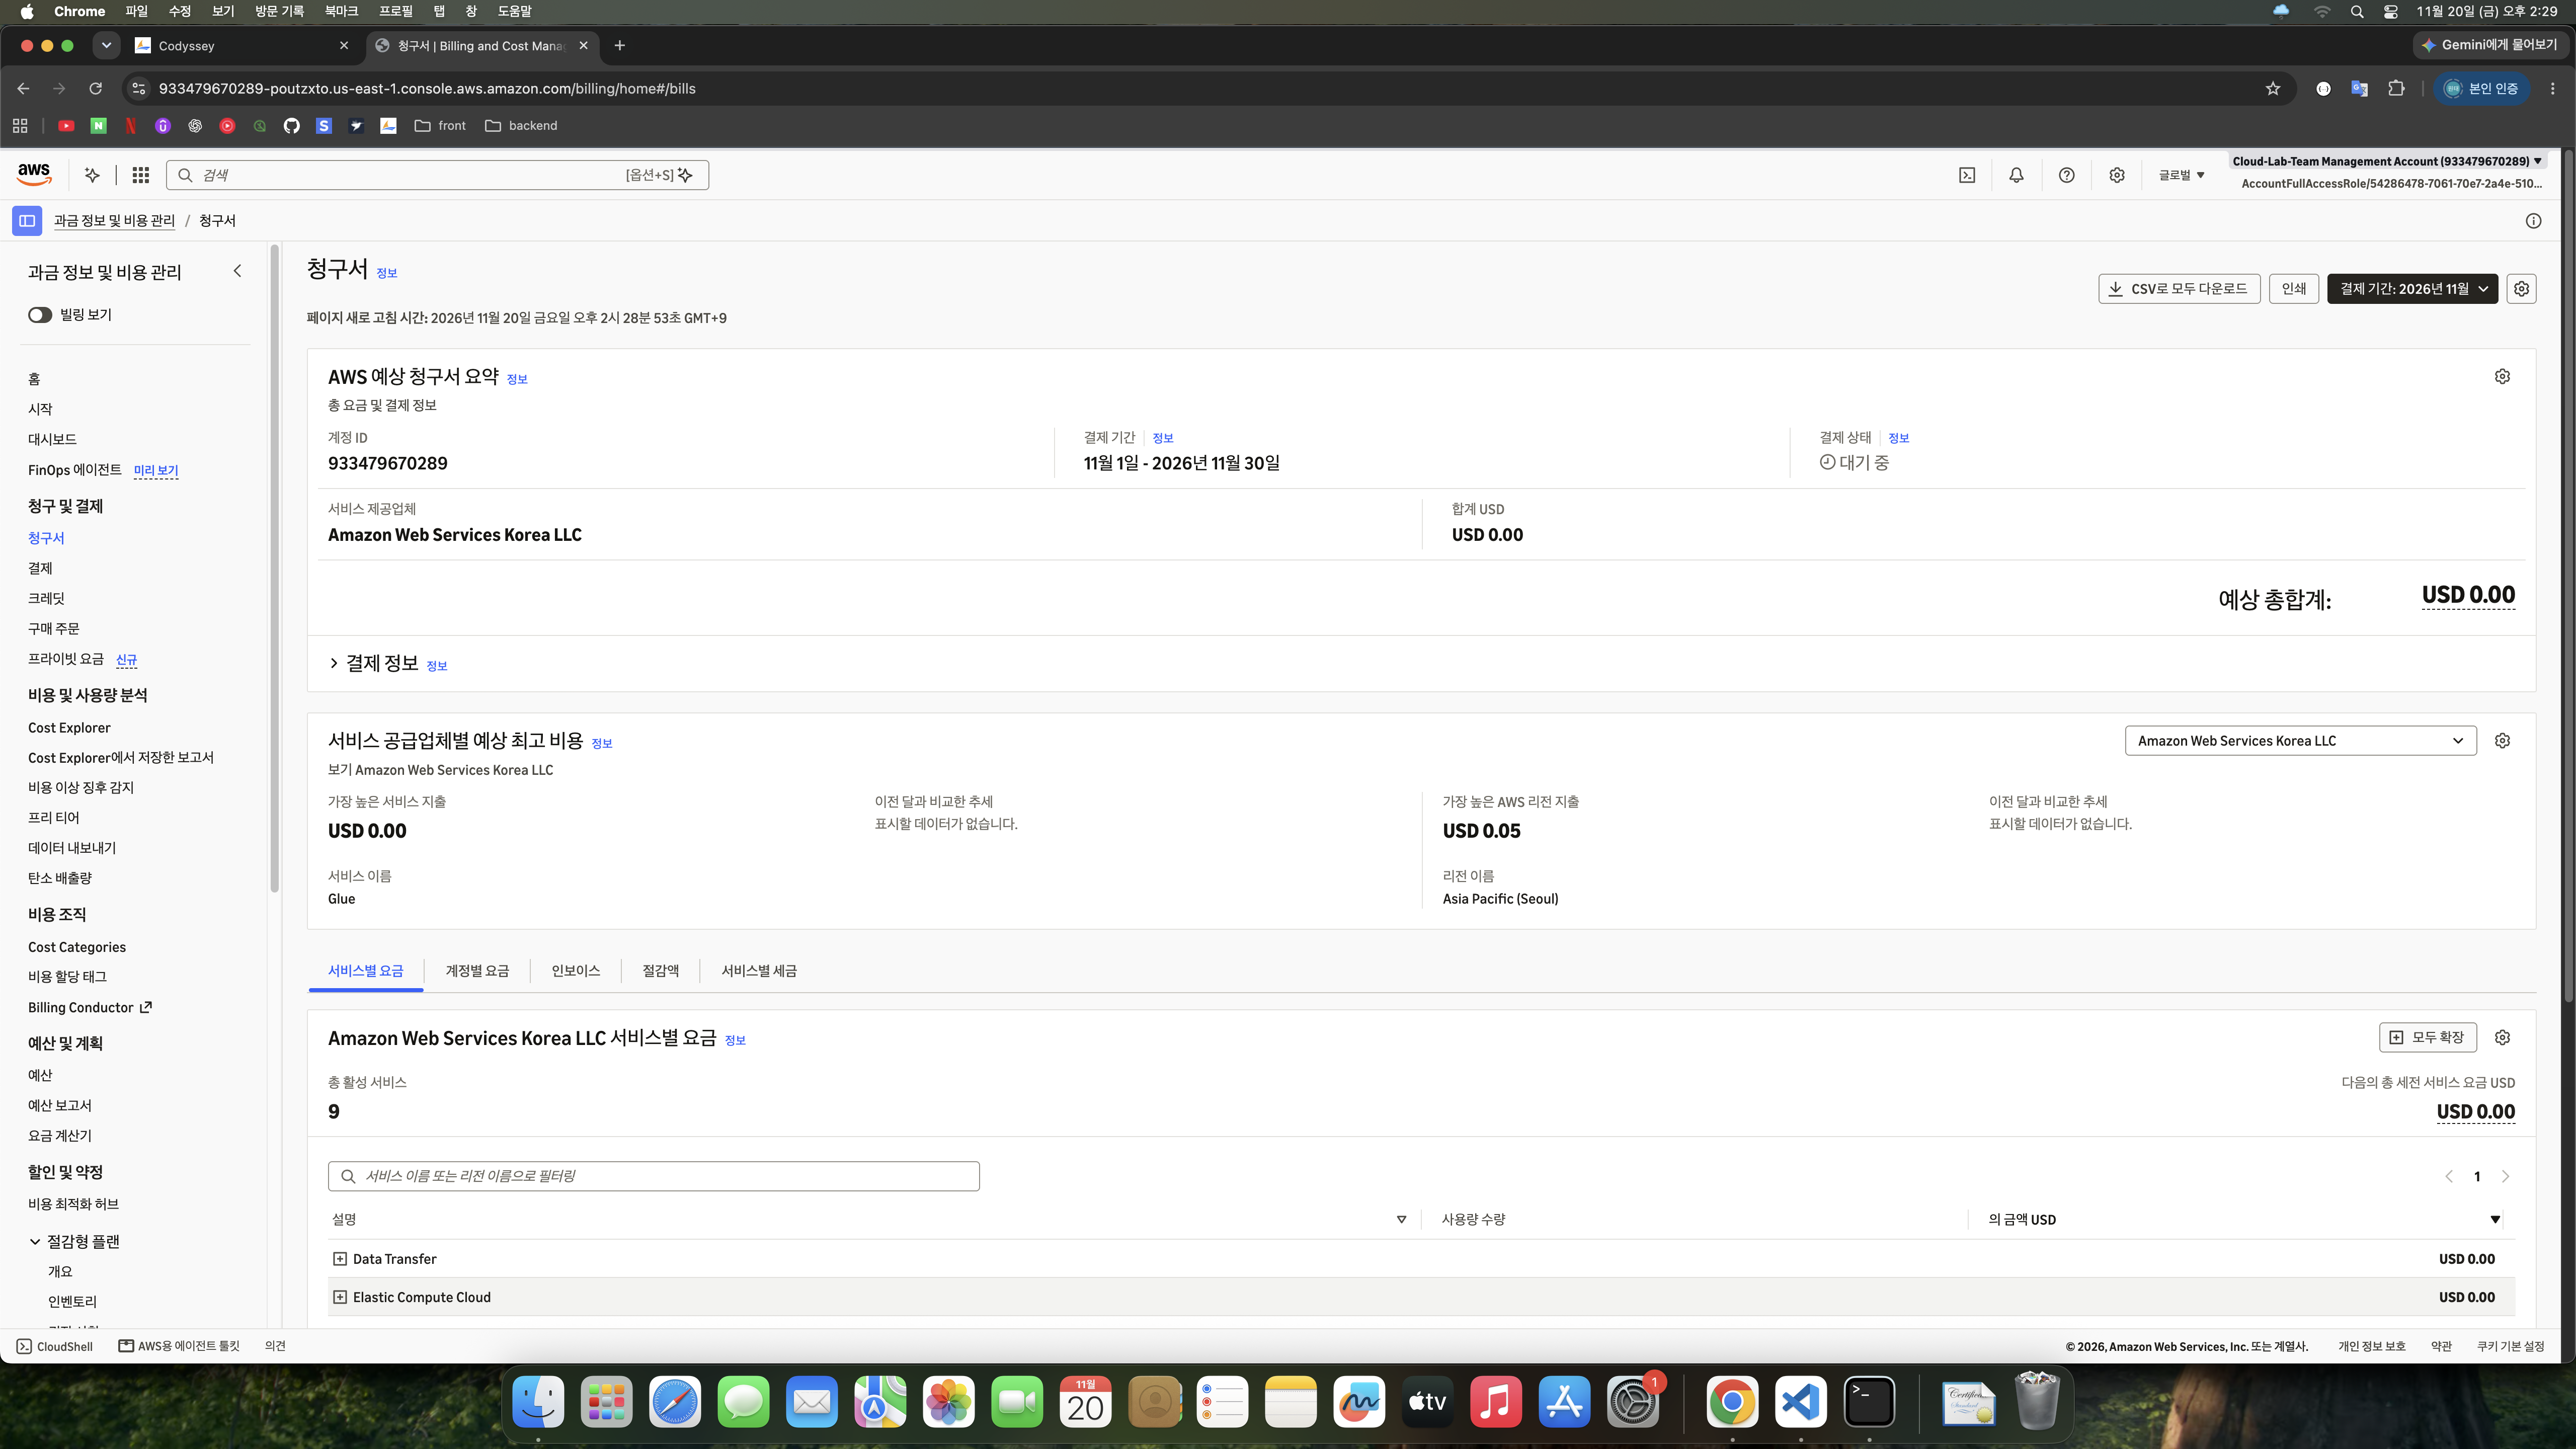 Chrome 파일 수정 보기 방문 기록 북마크 프로필 탭 창 도움말 11월 20일 (금) 오후 2:29
Codyssey
청구서 | Billing and Cost Mana
Gemini에게 물어보기
933479670289-poutzxto.us-east-1.console.aws.amazon.com/billing/home#/bills
본인 인증
front backend
aws 검색 [옵션+S] 글로벌
Cloud-Lab-Team Management Account (933479670289)
AccountFullAccessRole/54286478-7061-70e7-2a4e-510...
과금 정보 및 비용 관리 / 청구서
과금 정보 및 비용 관리
빌링 보기
홈
시작
대시보드
FinOps 에이전트 미리 보기
청구 및 결제
청구서
결제
크레딧
구매 주문
프라이빗 요금 신규
비용 및 사용량 분석
Cost Explorer
Cost Explorer에서 저장한 보고서
비용 이상 징후 감지
프리 티어
데이터 내보내기
탄소 배출량
비용 조직
Cost Categories
비용 할당 태그
Billing Conductor
예산 및 계획
예산
예산 보고서
요금 계산기
할인 및 약정
비용 최적화 허브
절감형 플랜
개요
인벤토리
청구서 정보
CSV로 모두 다운로드 인쇄 결제 기간: 2026년 11월
페이지 새로 고침 시간: 2026년 11월 20일 금요일 오후 2시 28분 53초 GMT+9
AWS 예상 청구서 요약 정보
총 요금 및 결제 정보
계정 ID 결제 기간 정보 결제 상태 정보
933479670289 11월 1일 - 2026년 11월 30일 대기 중
서비스 제공업체 합계 USD
Amazon Web Services Korea LLC USD 0.00
예상 총합계: USD 0.00
결제 정보 정보
서비스 공급업체별 예상 최고 비용 정보
Amazon Web Services Korea LLC
보기 Amazon Web Services Korea LLC
가장 높은 서비스 지출 이전 달과 비교한 추세 가장 높은 AWS 리전 지출 이전 달과 비교한 추세
USD 0.00 표시할 데이터가 없습니다. USD 0.05 표시할 데이터가 없습니다.
서비스 이름 리전 이름
Glue Asia Pacific (Seoul)
서비스별 요금 계정별 요금 인보이스 절감액 서비스별 세금
Amazon Web Services Korea LLC 서비스별 요금 정보
모두 확장
총 활성 서비스 다음의 총 세전 서비스 요금 USD
9 USD 0.00
서비스 이름 또는 리전 이름으로 필터링
1
설명 사용량 수량 의 금액 USD
Data Transfer USD 0.00
Elastic Compute Cloud USD 0.00
CloudShell AWS용 에이전트 툴킷 의견 © 2026, Amazon Web Services, Inc. 또는 계열사. 개인 정보 보호 약관 쿠키 기본 설정
11월
20
tv
1